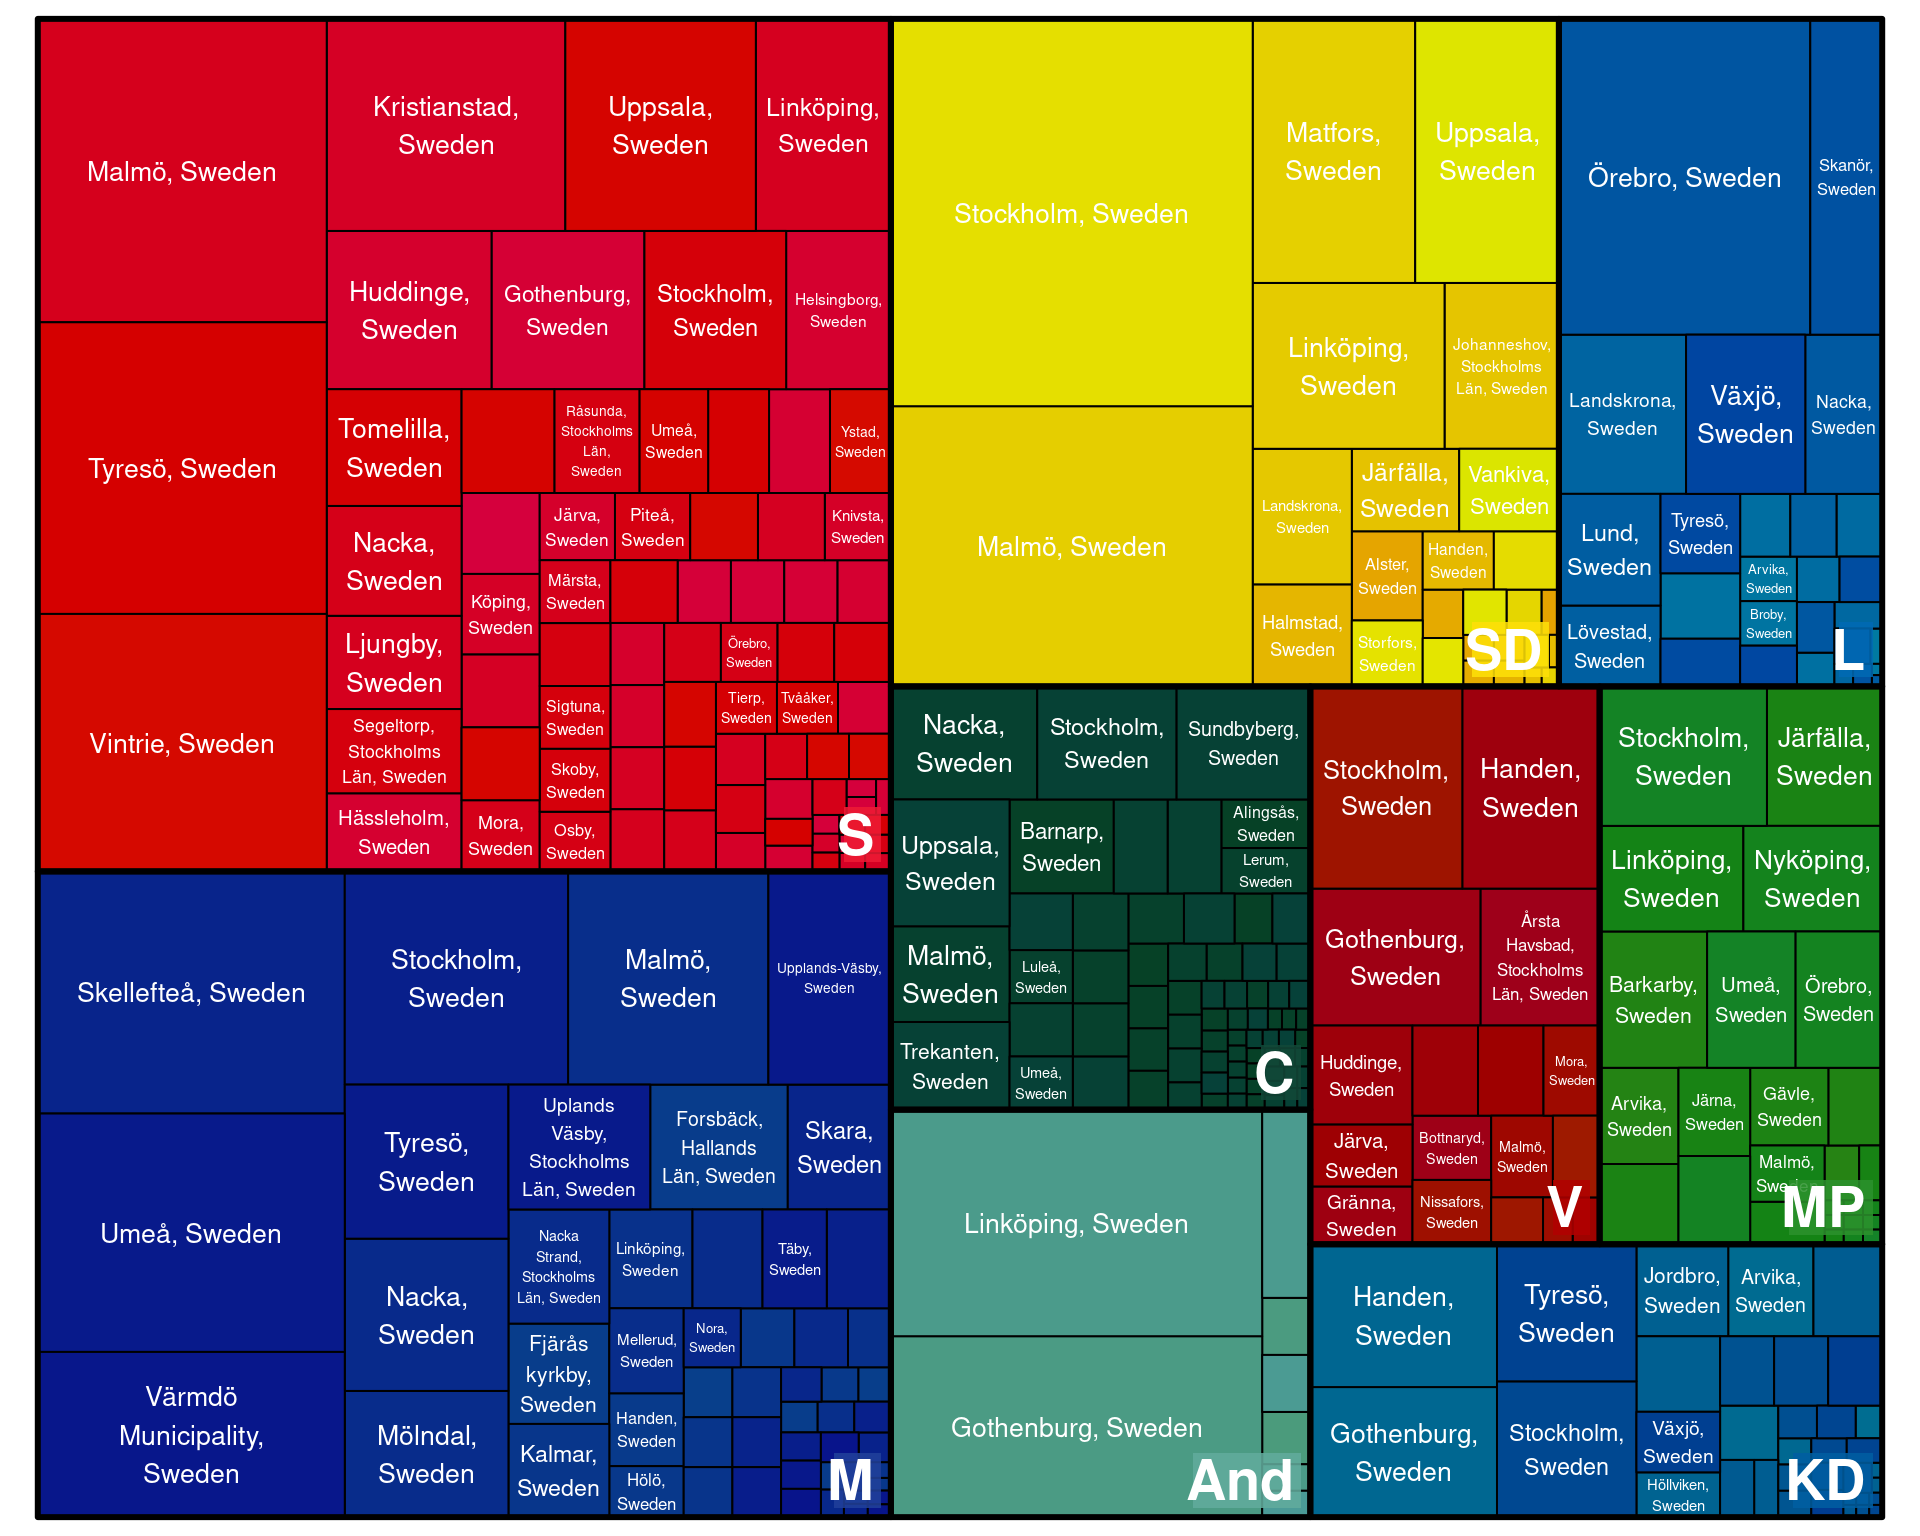 Malmö, Sweden
Tyresö, Sweden
Vintrie, Sweden
Kristianstad,
Sweden
Uppsala,
Sweden
Linköping,
Sweden
Huddinge,
Sweden
Gothenburg,
Sweden
Stockholm,
Sweden
Helsingborg,
Sweden
Tomelilla,
Sweden
Nacka,
Sweden
Ljungby,
Sweden
Segeltorp,
Stockholms
Län, Sweden
Hässleholm,
Sweden
Råsunda,
Stockholms
Län,
Sweden
Umeå,
Sweden
Ystad,
Sweden
Köping,
Sweden
Mora,
Sweden
Järva,
Sweden
Piteå,
Sweden
Knivsta,
Sweden
Märsta,
Sweden
Sigtuna,
Sweden
Skoby,
Sweden
Osby,
Sweden
Örebro,
Sweden
Tierp,
Sweden
Tvååker,
Sweden
S
Stockholm, Sweden
Malmö, Sweden
Matfors,
Sweden
Uppsala,
Sweden
Linköping,
Sweden
Johanneshov,
Stockholms
Län, Sweden
Landskrona,
Sweden
Halmstad,
Sweden
Järfälla,
Sweden
Vankiva,
Sweden
Alster,
Sweden
Handen,
Sweden
Storfors,
Sweden
SD
Örebro, Sweden
Skanör,
Sweden
Landskrona,
Sweden
Växjö,
Sweden
Nacka,
Sweden
Lund,
Sweden
Lövestad,
Sweden
Tyresö,
Sweden
Arvika,
Sweden
Broby,
Sweden
L
Skellefteå, Sweden
Umeå, Sweden
Värmdö
Municipality,
Sweden
Stockholm,
Sweden
Malmö,
Sweden
Upplands-Väsby,
Sweden
Tyresö,
Sweden
Nacka,
Sweden
Mölndal,
Sweden
Uplands
Väsby,
Stockholms
Län, Sweden
Forsbäck,
Hallands
Län, Sweden
Skara,
Sweden
Nacka
Strand,
Stockholms
Län, Sweden
Fjärås
kyrkby,
Sweden
Kalmar,
Sweden
Linköping,
Sweden
Täby,
Sweden
Mellerud,
Sweden
Handen,
Sweden
Hölö,
Sweden
Nora,
Sweden
M
Nacka,
Sweden
Stockholm,
Sweden
Sundbyberg,
Sweden
Uppsala,
Sweden
Malmö,
Sweden
Trekanten,
Sweden
Barnarp,
Sweden
Alingsås,
Sweden
Lerum,
Sweden
Luleå,
Sweden
Umeå,
Sweden
C
Linköping, Sweden
Gothenburg, Sweden
And
Stockholm,
Sweden
Handen,
Sweden
Gothenburg,
Sweden
Årsta
Havsbad,
Stockholms
Län, Sweden
Huddinge,
Sweden
Järva,
Sweden
Gränna,
Sweden
Mora,
Sweden
Bottnaryd,
Sweden
Nissafors,
Sweden
Malmö,
Sweden
V
Stockholm,
Sweden
Järfälla,
Sweden
Linköping,
Sweden
Nyköping,
Sweden
Barkarby,
Sweden
Umeå,
Sweden
Örebro,
Sweden
Arvika,
Sweden
Järna,
Sweden
Gävle,
Sweden
Malmö,
Sweden
MP
Handen,
Sweden
Gothenburg,
Sweden
Tyresö,
Sweden
Stockholm,
Sweden
Jordbro,
Sweden
Arvika,
Sweden
Växjö,
Sweden
Höllviken,
Sweden
KD